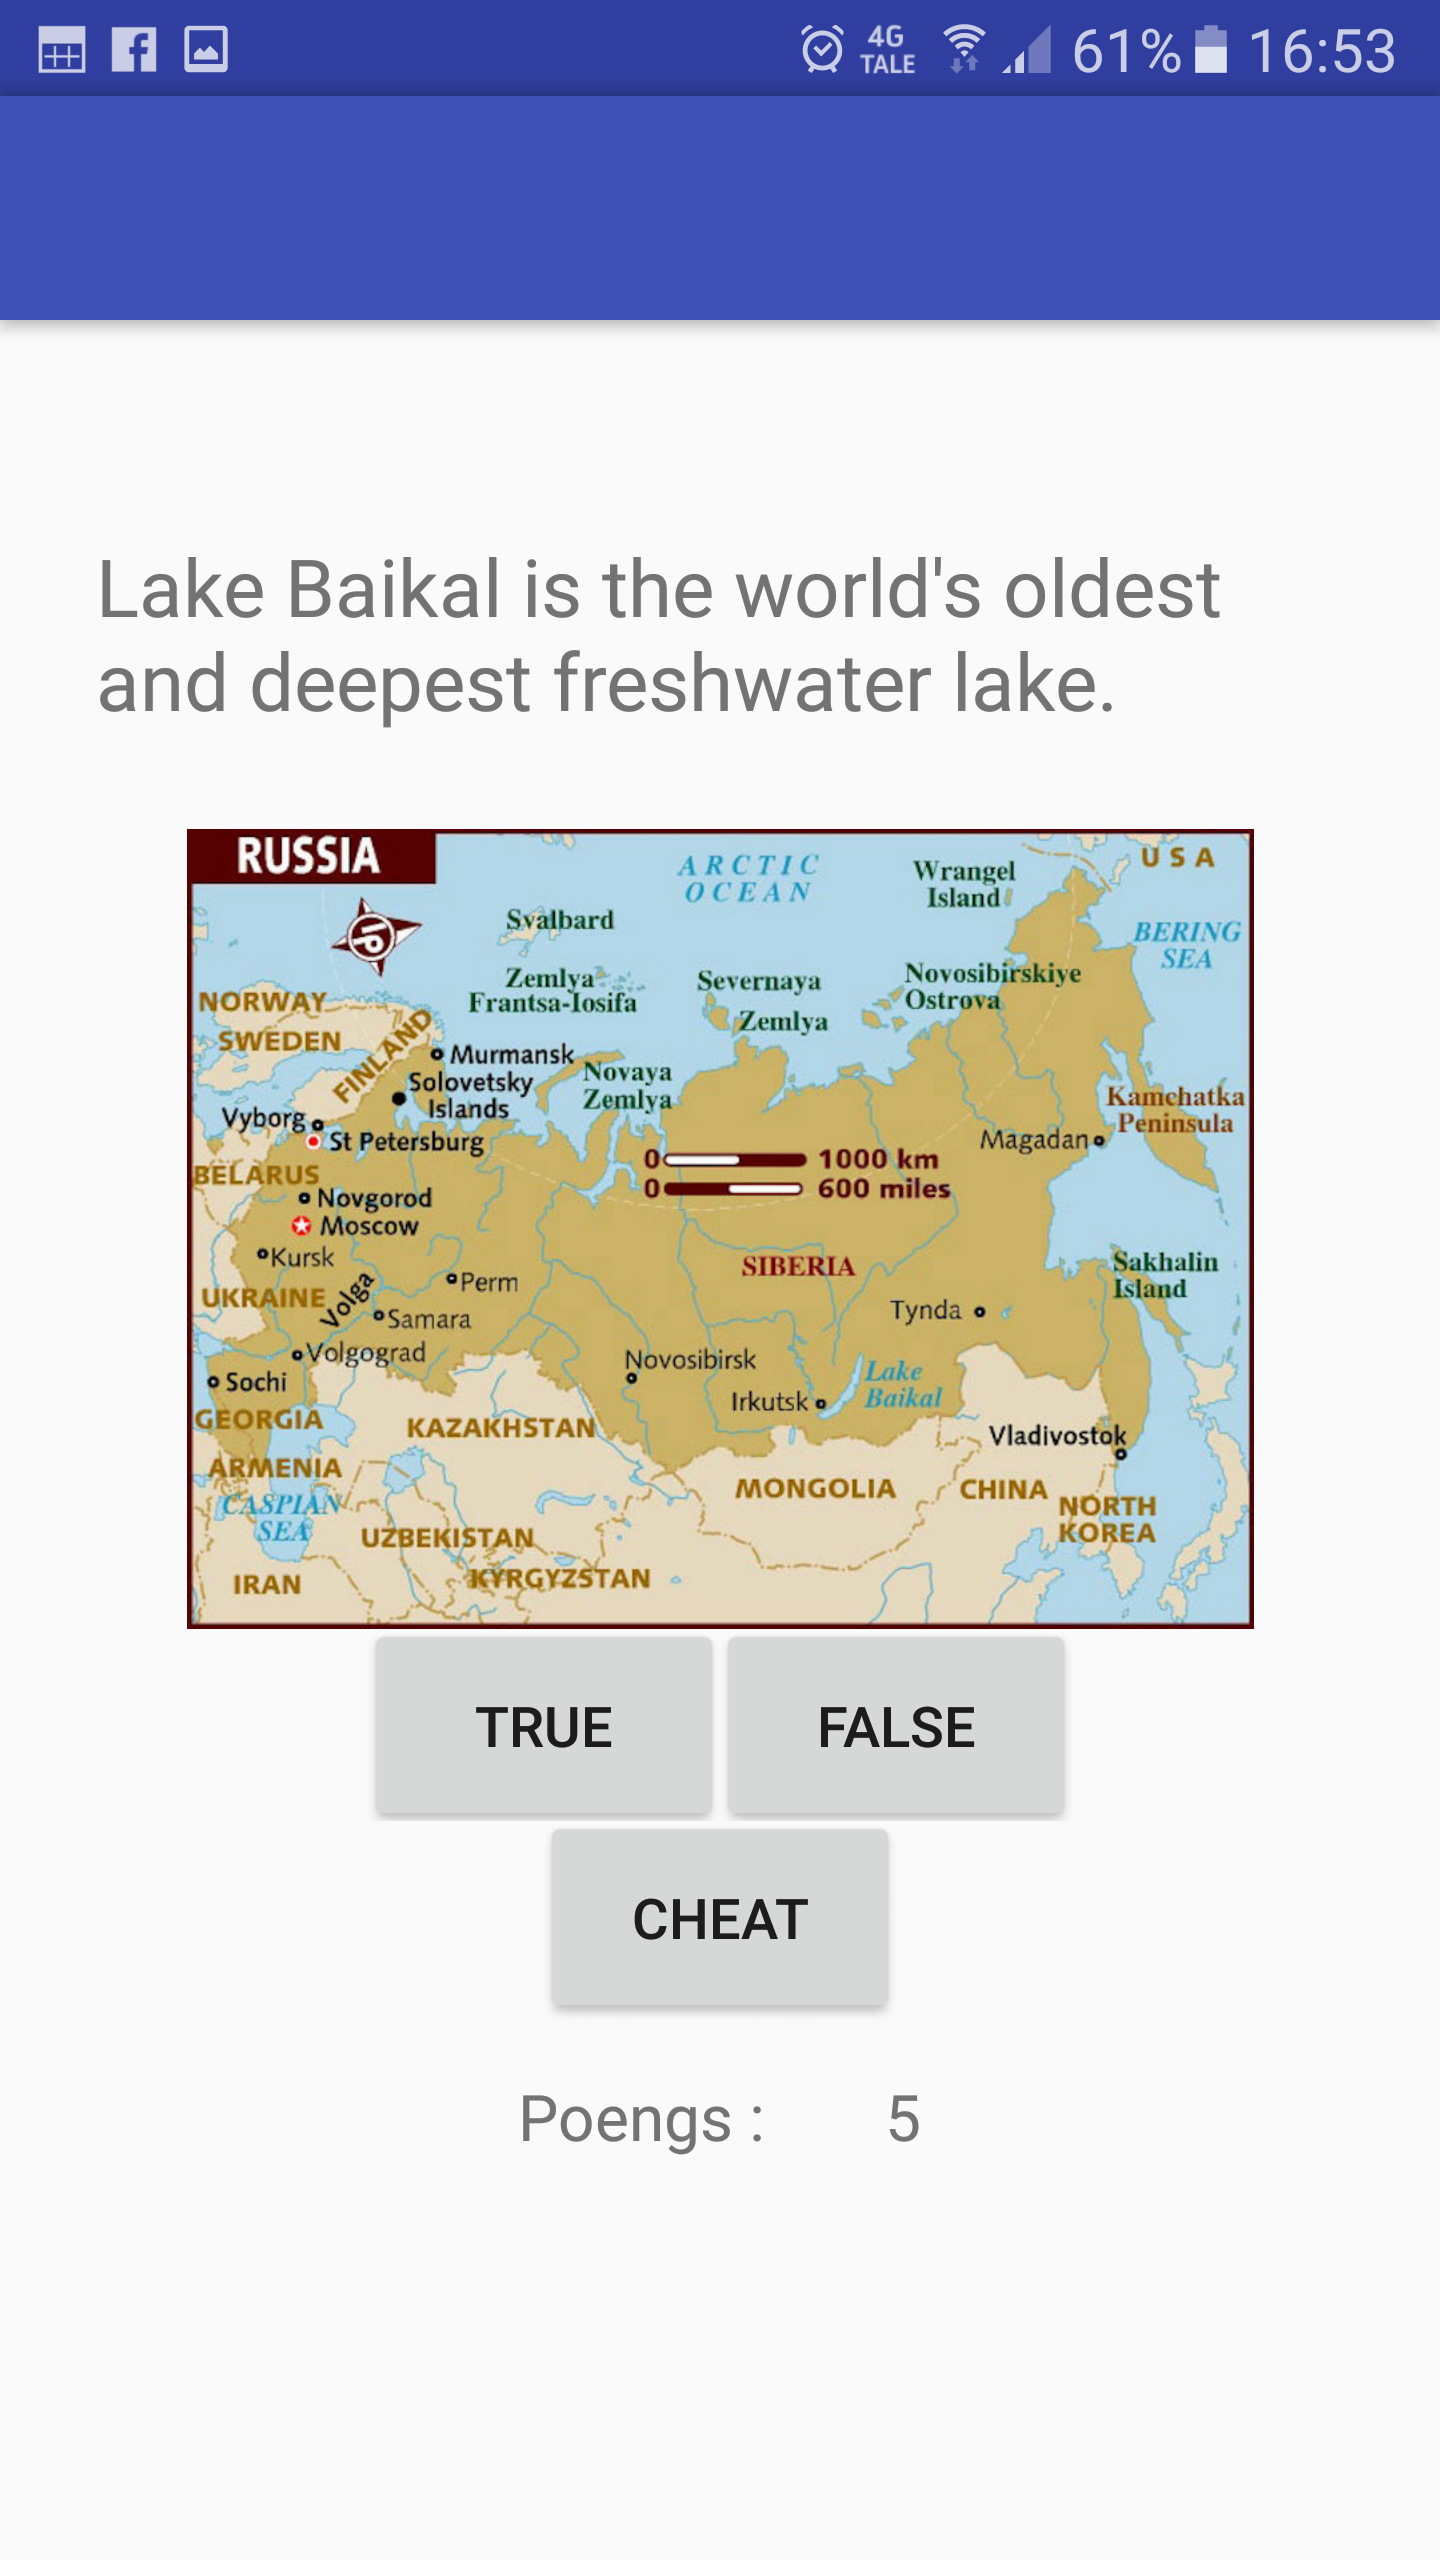 4G
TALE
61%
16:53
Lake Baikal is the world's oldest
and deepest freshwater lake.
RUSSIA
ARCTIC
OCEAN
Wrangel
Island
USA
Svalbard
BERING
SEA
Zemlya
Frantsa-Iosifa
Severnaya
Zemlya
Novosibirskiye
Ostrova
NORWAY
SWEDEN
FINLAND
Murmansk
Solovetsky
Islands
Novaya
Zemlya
Kamchatka
Peninsula
Vyborg
St Petersburg
Magadan
0 1000 km
0 600 miles
BELARUS
Novgorod
Moscow
Kursk
SIBERIA
Sakhalin
Island
UKRAINE
Volga
Perm
Samara
Tynda
Volgograd
Novosibirsk
Lake
Baikal
Sochi
Irkutsk
GEORGIA
KAZAKHSTAN
Vladivostok
ARMENIA
MONGOLIA
CHINA
NORTH
KOREA
CASPIAN
SEA
UZBEKISTAN
KYRGYZSTAN
IRAN
TRUE
FALSE
CHEAT
Poengs : 5